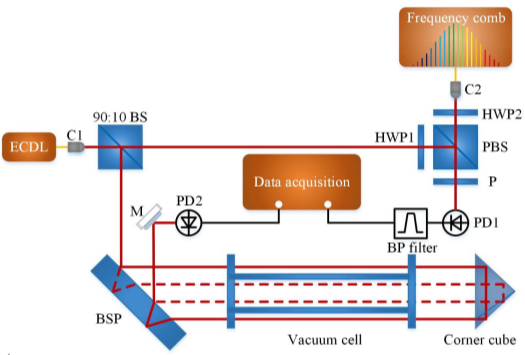 Frequency comb
C2
HWP2
90:10 BS
HWP1
C1
ECDL
PBS
Data acquisition
P
PD2
M
PD1
BP filter
BSP
Vacuum cell
Corner cube